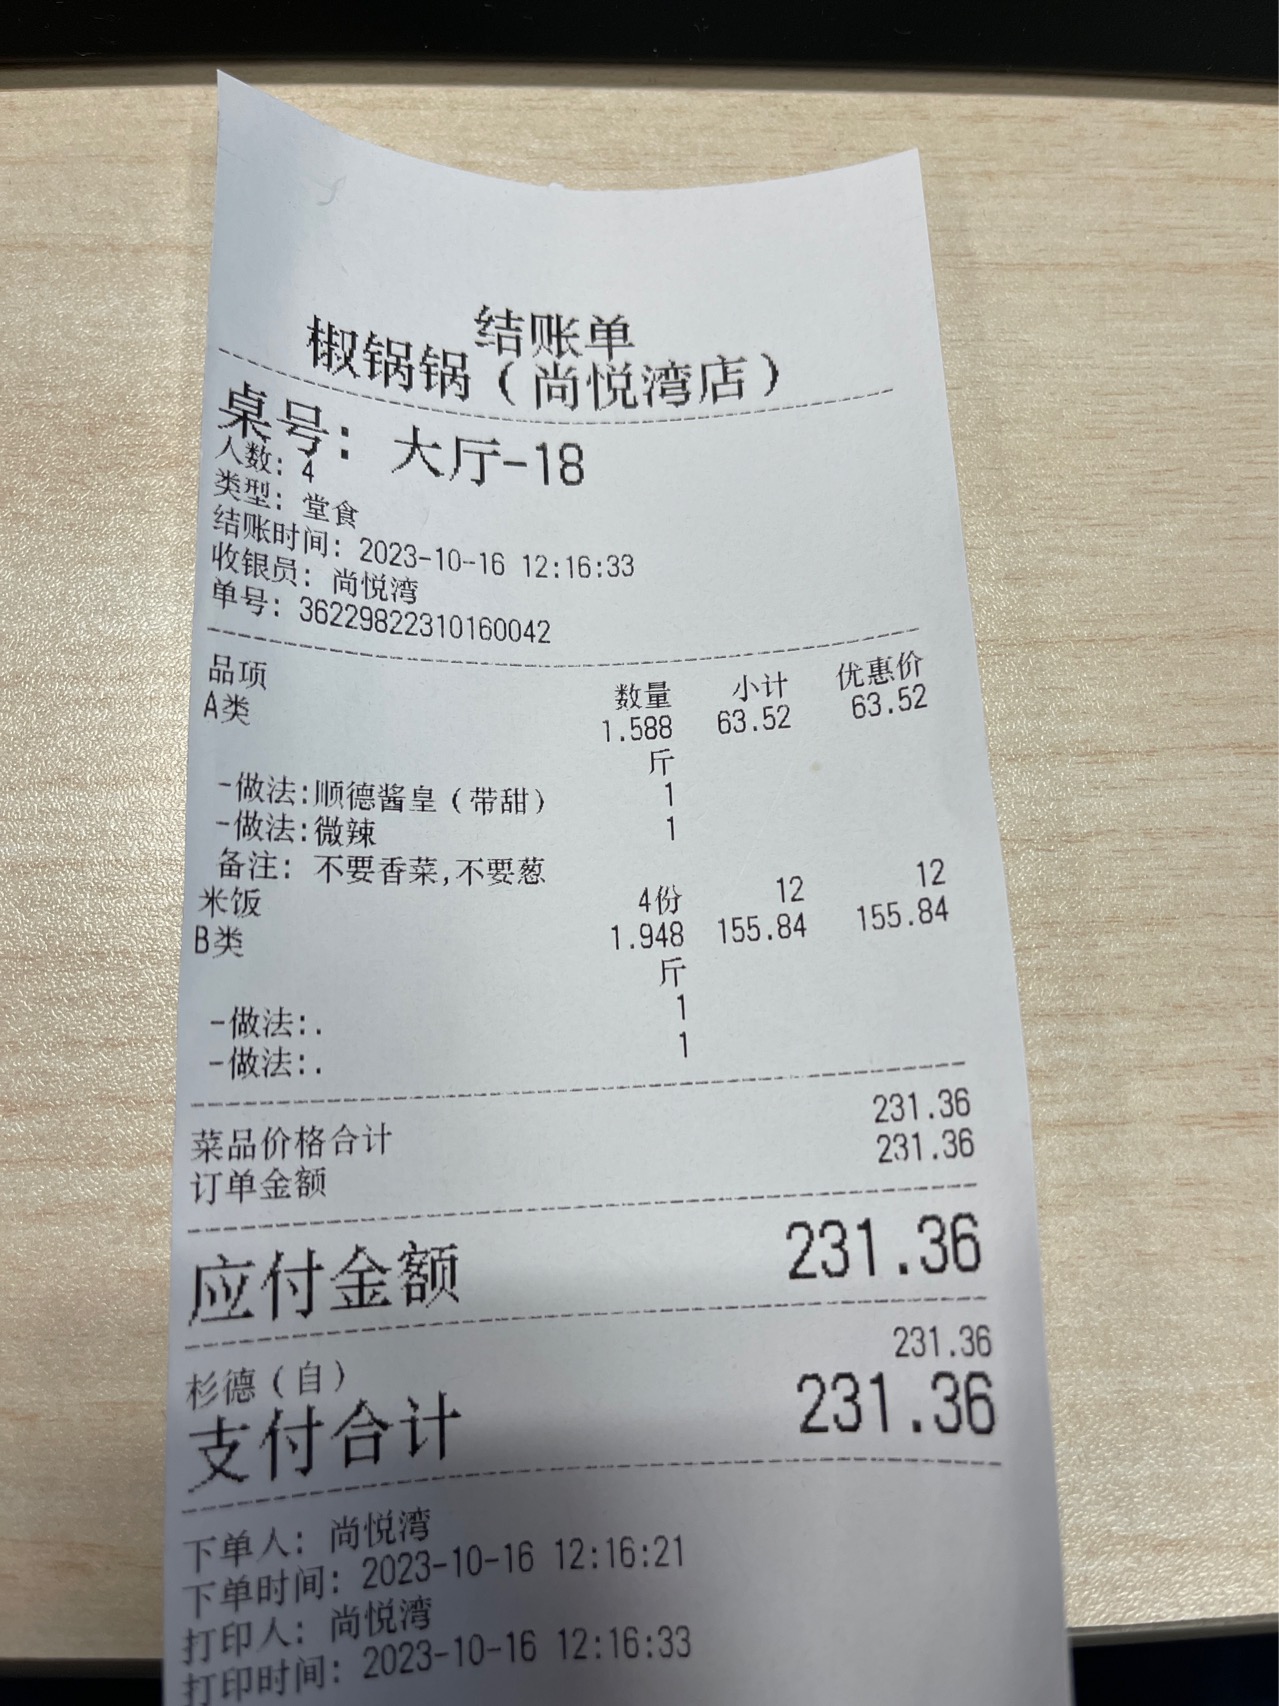 结账单
椒锅锅（尚悦湾店）
桌号：大厅-18
人数：4
类型：堂食
结账时间：2023-10-16 12:16:33
收银员：尚悦湾
单号：36229822310160042
品项 数量 小计 优惠价
A类 1.588 63.52 63.52
斤
-做法:顺德酱皇（带甜） 1
-做法:微辣 1
备注：不要香菜,不要葱
米饭 4份 12 12
B类 1.948 155.84 155.84
斤
-做法:. 1
-做法:. 1
菜品价格合计 231.36
订单金额 231.36
应付金额 231.36
杉德（自） 231.36
支付合计 231.36
下单人：尚悦湾
下单时间：2023-10-16 12:16:21
打印人：尚悦湾
打印时间：2023-10-16 12:16:33